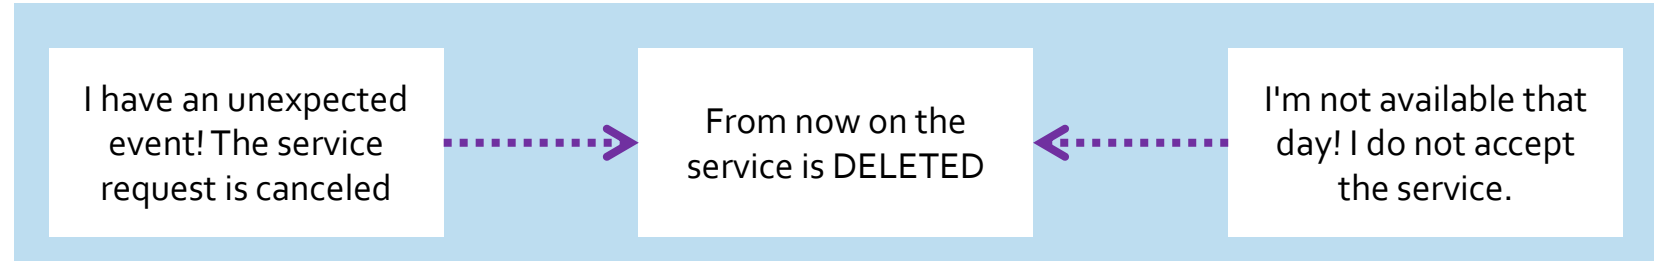 I have an unexpected
event! The service
request is canceled
From now on the
service is DELETED
I'm not available that
day! I do not accept
the service.